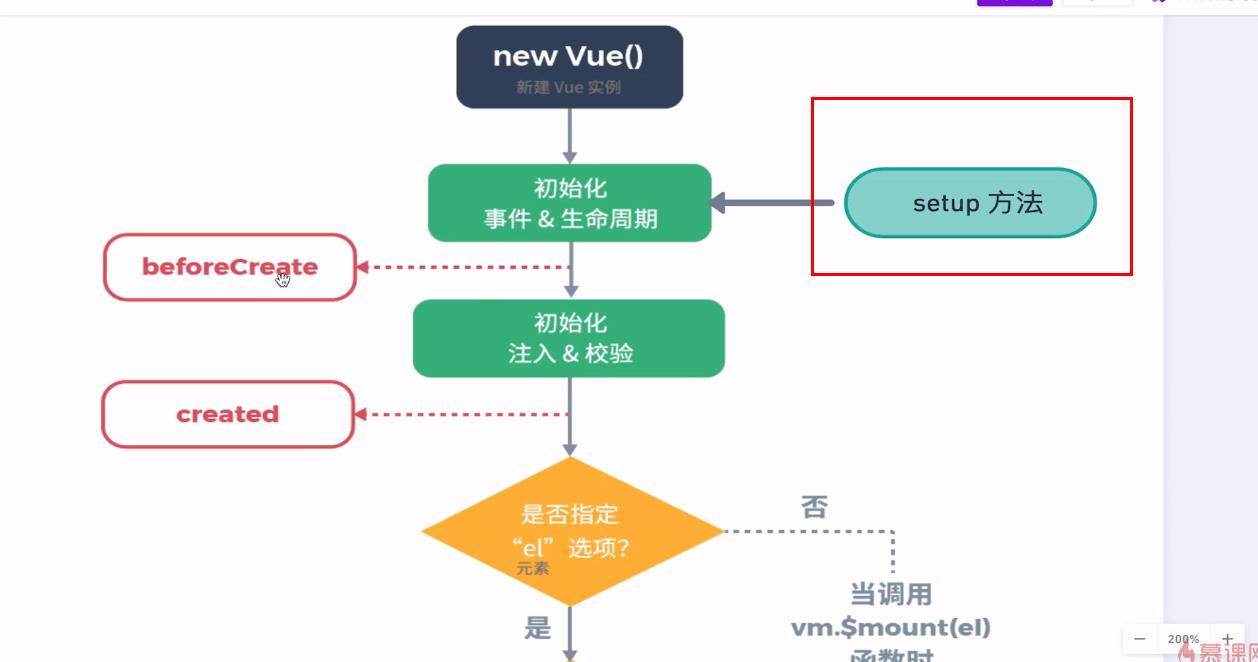 new Vue()
新建 Vue 实例
初始化
事件 & 生命周期
setup 方法
beforeCreate
初始化
注入 & 校验
created
是否指定
“el”选项？
元素
否
是
当调用
vm.$mount(el)
函数时
200%
慕课网